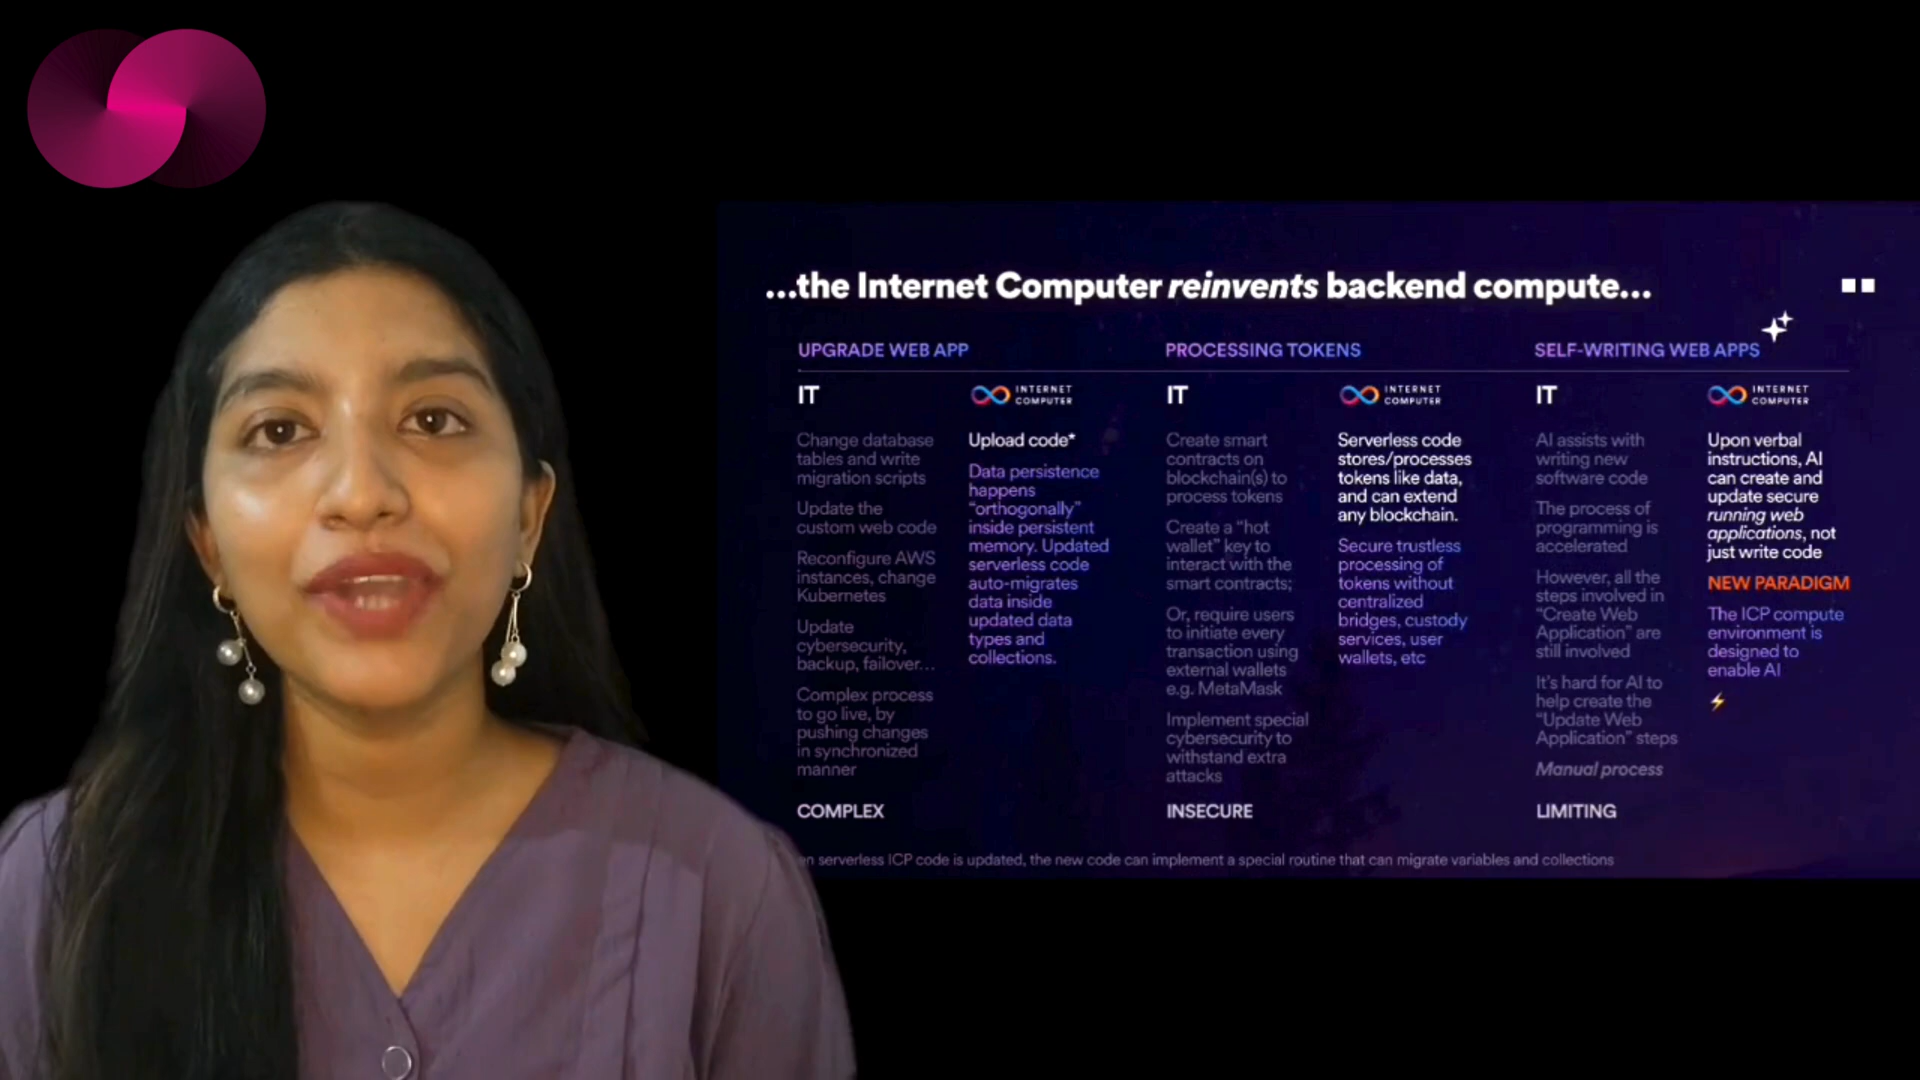 ...the Internet Computer reinvents backend compute...
UPGRADE WEB APP
IT
Change database
tables and write
migration scripts
Update the
custom web code
Reconfigure AWS
instances, change
Kubernetes
Update
cybersecurity,
backup, failover...
Complex process
to go live, by
pushing changes
in synchronized
manner
COMPLEX
INTERNET
COMPUTER
Upload code*
Data persistence
happens
“orthogonally”
inside persistent
memory. Updated
serverless code
auto-migrates
data inside
updated data
types and
collections.
PROCESSING TOKENS
IT
Create smart
contracts on
blockchain(s) to
process tokens
Create a “hot
wallet” key to
interact with the
smart contracts;
Or, require users
to initiate every
transaction using
external wallets
e.g. MetaMask
Implement special
cybersecurity to
withstand extra
attacks
INSECURE
INTERNET
COMPUTER
Serverless code
stores/processes
tokens like data,
and can extend
any blockchain.
Secure trustless
processing of
tokens without
centralized
bridges, custody
services, user
wallets, etc
SELF-WRITING WEB APPS
IT
AI assists with
writing new
software code
The process of
programming is
accelerated
However, all the
steps involved in
“Create Web
Application” are
still involved
It's hard for AI to
help create the
“Update Web
Application” steps
Manual process
LIMITING
INTERNET
COMPUTER
Upon verbal
instructions, AI
can create and
update secure
running web
applications, not
just write code
NEW PARADIGM
The ICP compute
environment is
designed to
enable AI
serverless ICP code is updated, the new code can implement a special routine that can migrate variables and collections